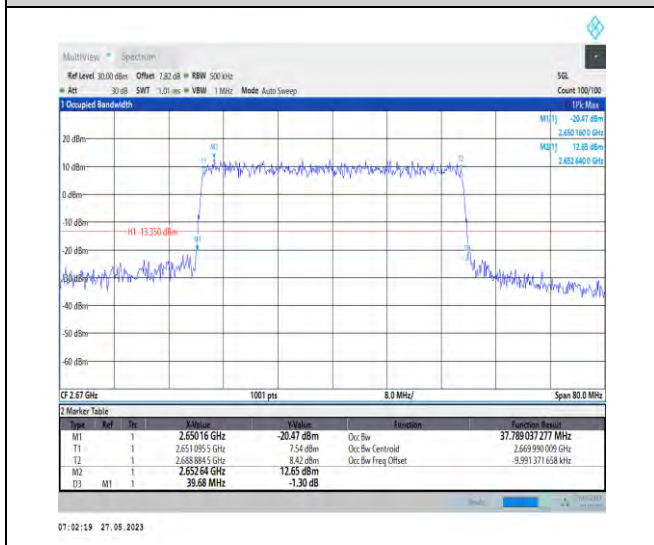 MultiView Spectrum
Ref Level 30.00 dBm Offset 7.82 dB RBW 500 kHz SGL
Att 30 dB SWT 1.01 ms VBW 1 MHz Mode Auto Sweep Count 100/100
1 Occupied Bandwidth 1Pk Max
M1[1] -20.47 dBm
2.650 160 0 GHz
M2[1] 12.65 dBm
2.652 640 0 GHz
20 dBm
M2
T1 T2
10 dBm
0 dBm
-10 dBm
H1 -13.350 dBm
M1
-20 dBm
D3
-30 dBm
-40 dBm
-50 dBm
-60 dBm
CF 2.67 GHz 1001 pts 8.0 MHz/ Span 80.0 MHz
2 Marker Table
Type Ref Trc X-Value Y-Value Function Function Result
M1 1 2.65016 GHz -20.47 dBm Occ Bw 37.789 037 277 MHz
T1 1 2.651 095 5 GHz 7.54 dBm Occ Bw Centroid 2.669 990 009 GHz
T2 1 2.688 884 5 GHz 8.42 dBm Occ Bw Freq Offset -9.991 371 658 kHz
M2 1 2.65264 GHz 12.65 dBm
D3 M1 1 39.68 MHz -1.30 dB
07:02:19 27.05.2023